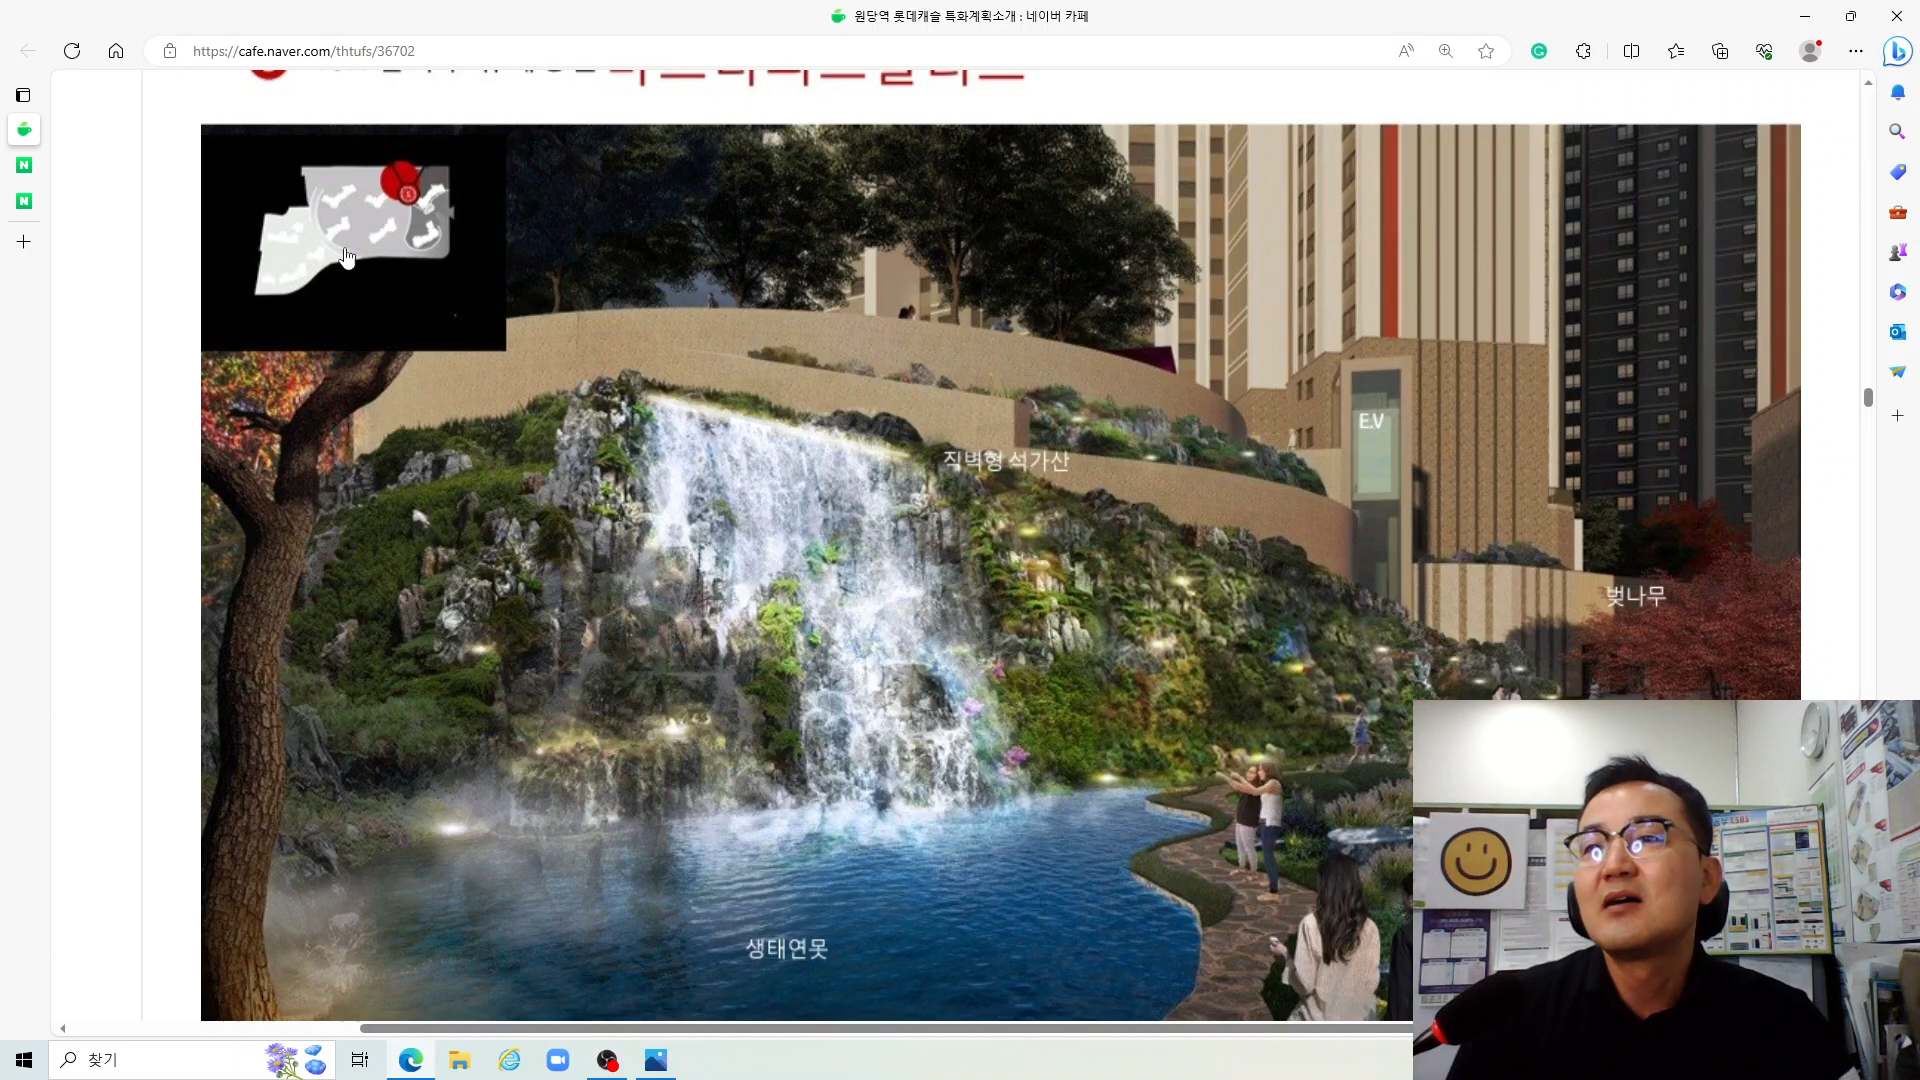 원당역 롯데캐슬 특화계획소개 : 네이버 카페
https://cafe.naver.com/thtufs/36702
E.V
직벽형 석가산
벚나무
생태연못
찾기